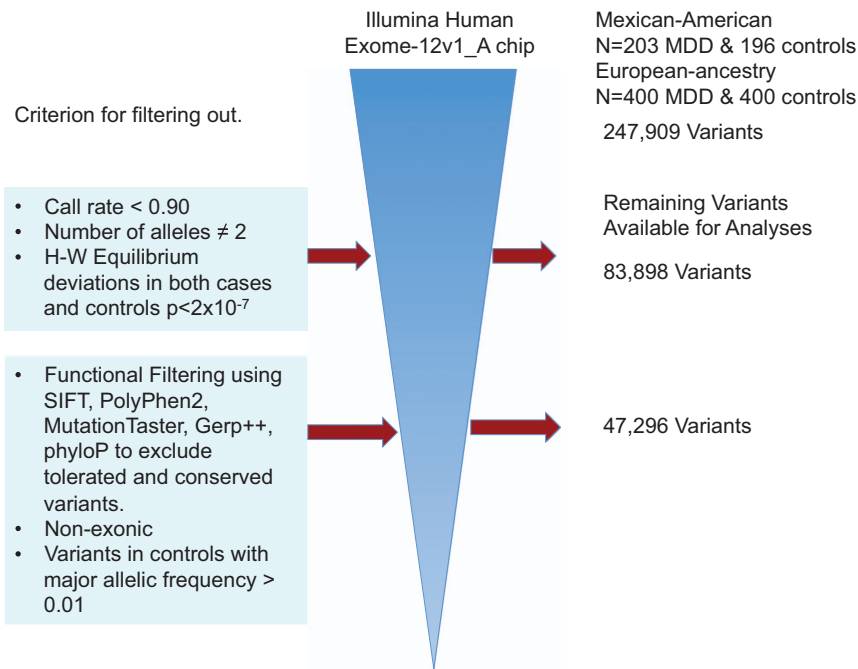 Illumina Human
Exome-12v1_A chip
Mexican-American
N=203 MDD & 196 controls
European-ancestry
N=400 MDD & 400 controls
247,909 Variants
Criterion for filtering out.
• Call rate < 0.90
• Number of alleles ≠ 2
• H-W Equilibrium
deviations in both cases
and controls p<2x10⁻⁷
Remaining Variants
Available for Analyses
83,898 Variants
• Functional Filtering using
SIFT, PolyPhen2,
MutationTaster, Gerp++,
phyloP to exclude
tolerated and conserved
variants.
• Non-exonic
• Variants in controls with
major allelic frequency >
0.01
47,296 Variants